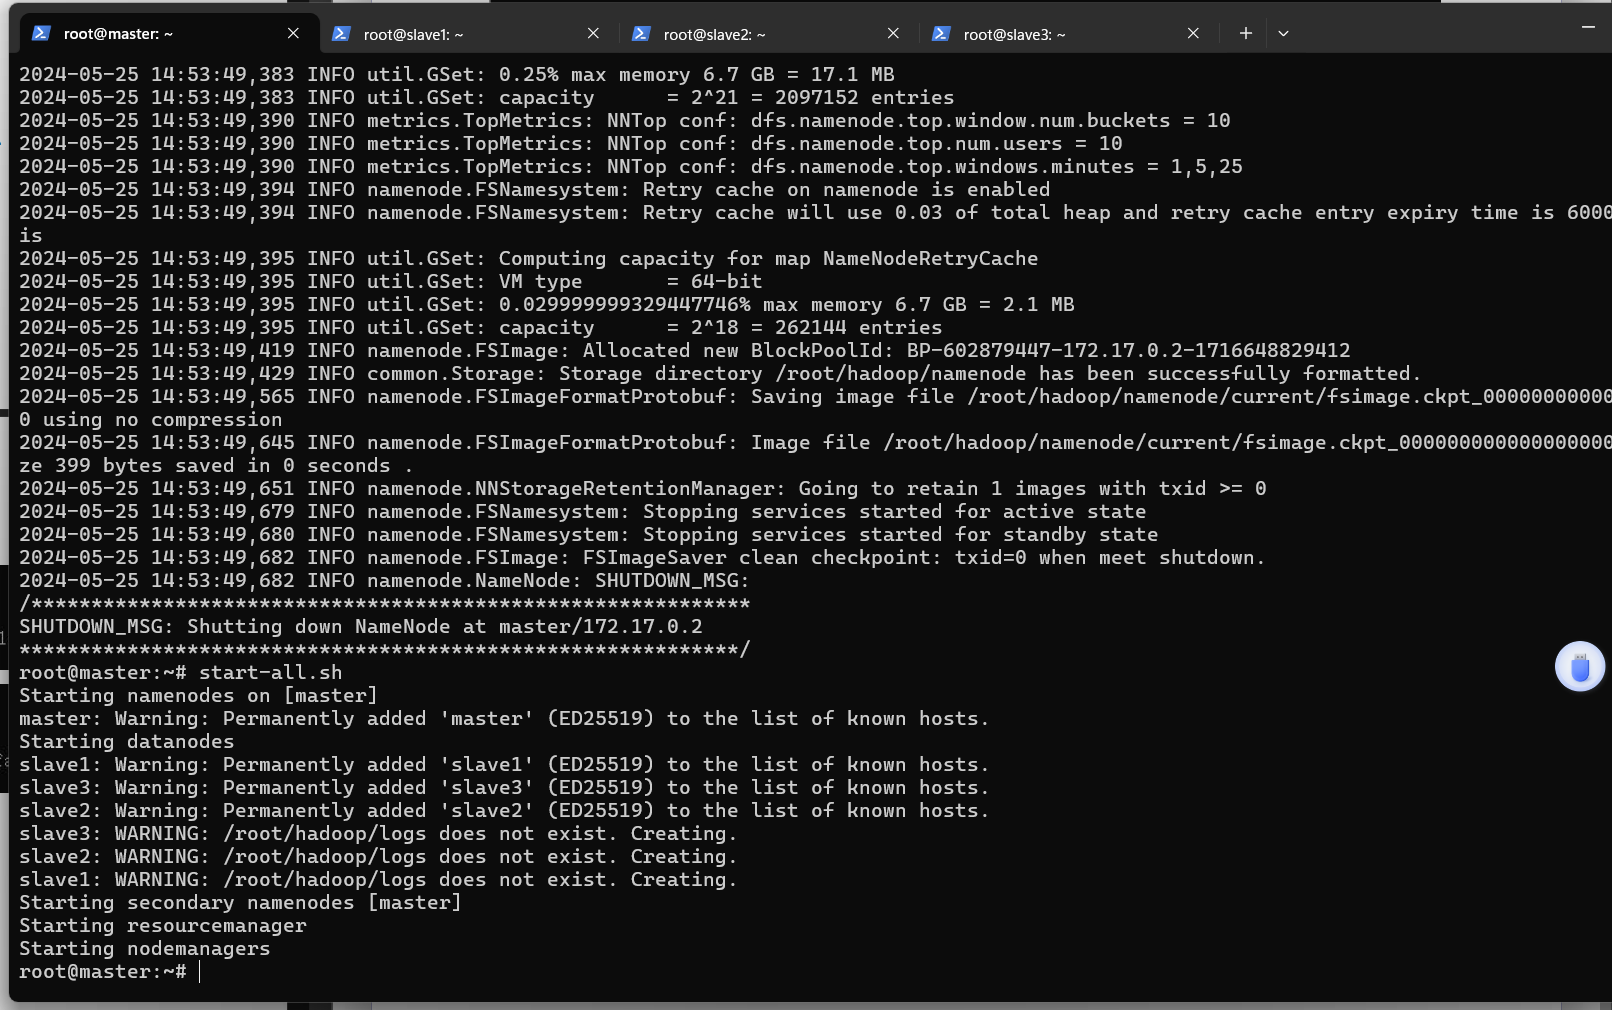 root@master: ~
root@slave1: ~
root@slave2: ~
root@slave3: ~
2024-05-25 14:53:49,383 INFO util.GSet: 0.25% max memory 6.7 GB = 17.1 MB
2024-05-25 14:53:49,383 INFO util.GSet: capacity      = 2^21 = 2097152 entries
2024-05-25 14:53:49,390 INFO metrics.TopMetrics: NNTop conf: dfs.namenode.top.window.num.buckets = 10
2024-05-25 14:53:49,390 INFO metrics.TopMetrics: NNTop conf: dfs.namenode.top.num.users = 10
2024-05-25 14:53:49,390 INFO metrics.TopMetrics: NNTop conf: dfs.namenode.top.windows.minutes = 1,5,25
2024-05-25 14:53:49,394 INFO namenode.FSNamesystem: Retry cache on namenode is enabled
2024-05-25 14:53:49,394 INFO namenode.FSNamesystem: Retry cache will use 0.03 of total heap and retry cache entry expiry time is 6000
is
2024-05-25 14:53:49,395 INFO util.GSet: Computing capacity for map NameNodeRetryCache
2024-05-25 14:53:49,395 INFO util.GSet: VM type       = 64-bit
2024-05-25 14:53:49,395 INFO util.GSet: 0.029999999329447746% max memory 6.7 GB = 2.1 MB
2024-05-25 14:53:49,395 INFO util.GSet: capacity      = 2^18 = 262144 entries
2024-05-25 14:53:49,419 INFO namenode.FSImage: Allocated new BlockPoolId: BP-602879447-172.17.0.2-1716648829412
2024-05-25 14:53:49,429 INFO common.Storage: Storage directory /root/hadoop/namenode has been successfully formatted.
2024-05-25 14:53:49,565 INFO namenode.FSImageFormatProtobuf: Saving image file /root/hadoop/namenode/current/fsimage.ckpt_00000000000
0 using no compression
2024-05-25 14:53:49,645 INFO namenode.FSImageFormatProtobuf: Image file /root/hadoop/namenode/current/fsimage.ckpt_000000000000000000
ze 399 bytes saved in 0 seconds .
2024-05-25 14:53:49,651 INFO namenode.NNStorageRetentionManager: Going to retain 1 images with txid >= 0
2024-05-25 14:53:49,679 INFO namenode.FSNamesystem: Stopping services started for active state
2024-05-25 14:53:49,680 INFO namenode.FSNamesystem: Stopping services started for standby state
2024-05-25 14:53:49,682 INFO namenode.FSImage: FSImageSaver clean checkpoint: txid=0 when meet shutdown.
2024-05-25 14:53:49,682 INFO namenode.NameNode: SHUTDOWN_MSG:
/************************************************************
SHUTDOWN_MSG: Shutting down NameNode at master/172.17.0.2
************************************************************/
root@master:~# start-all.sh
Starting namenodes on [master]
master: Warning: Permanently added 'master' (ED25519) to the list of known hosts.
Starting datanodes
slave1: Warning: Permanently added 'slave1' (ED25519) to the list of known hosts.
slave3: Warning: Permanently added 'slave3' (ED25519) to the list of known hosts.
slave2: Warning: Permanently added 'slave2' (ED25519) to the list of known hosts.
slave3: WARNING: /root/hadoop/logs does not exist. Creating.
slave2: WARNING: /root/hadoop/logs does not exist. Creating.
slave1: WARNING: /root/hadoop/logs does not exist. Creating.
Starting secondary namenodes [master]
Starting resourcemanager
Starting nodemanagers
root@master:~#